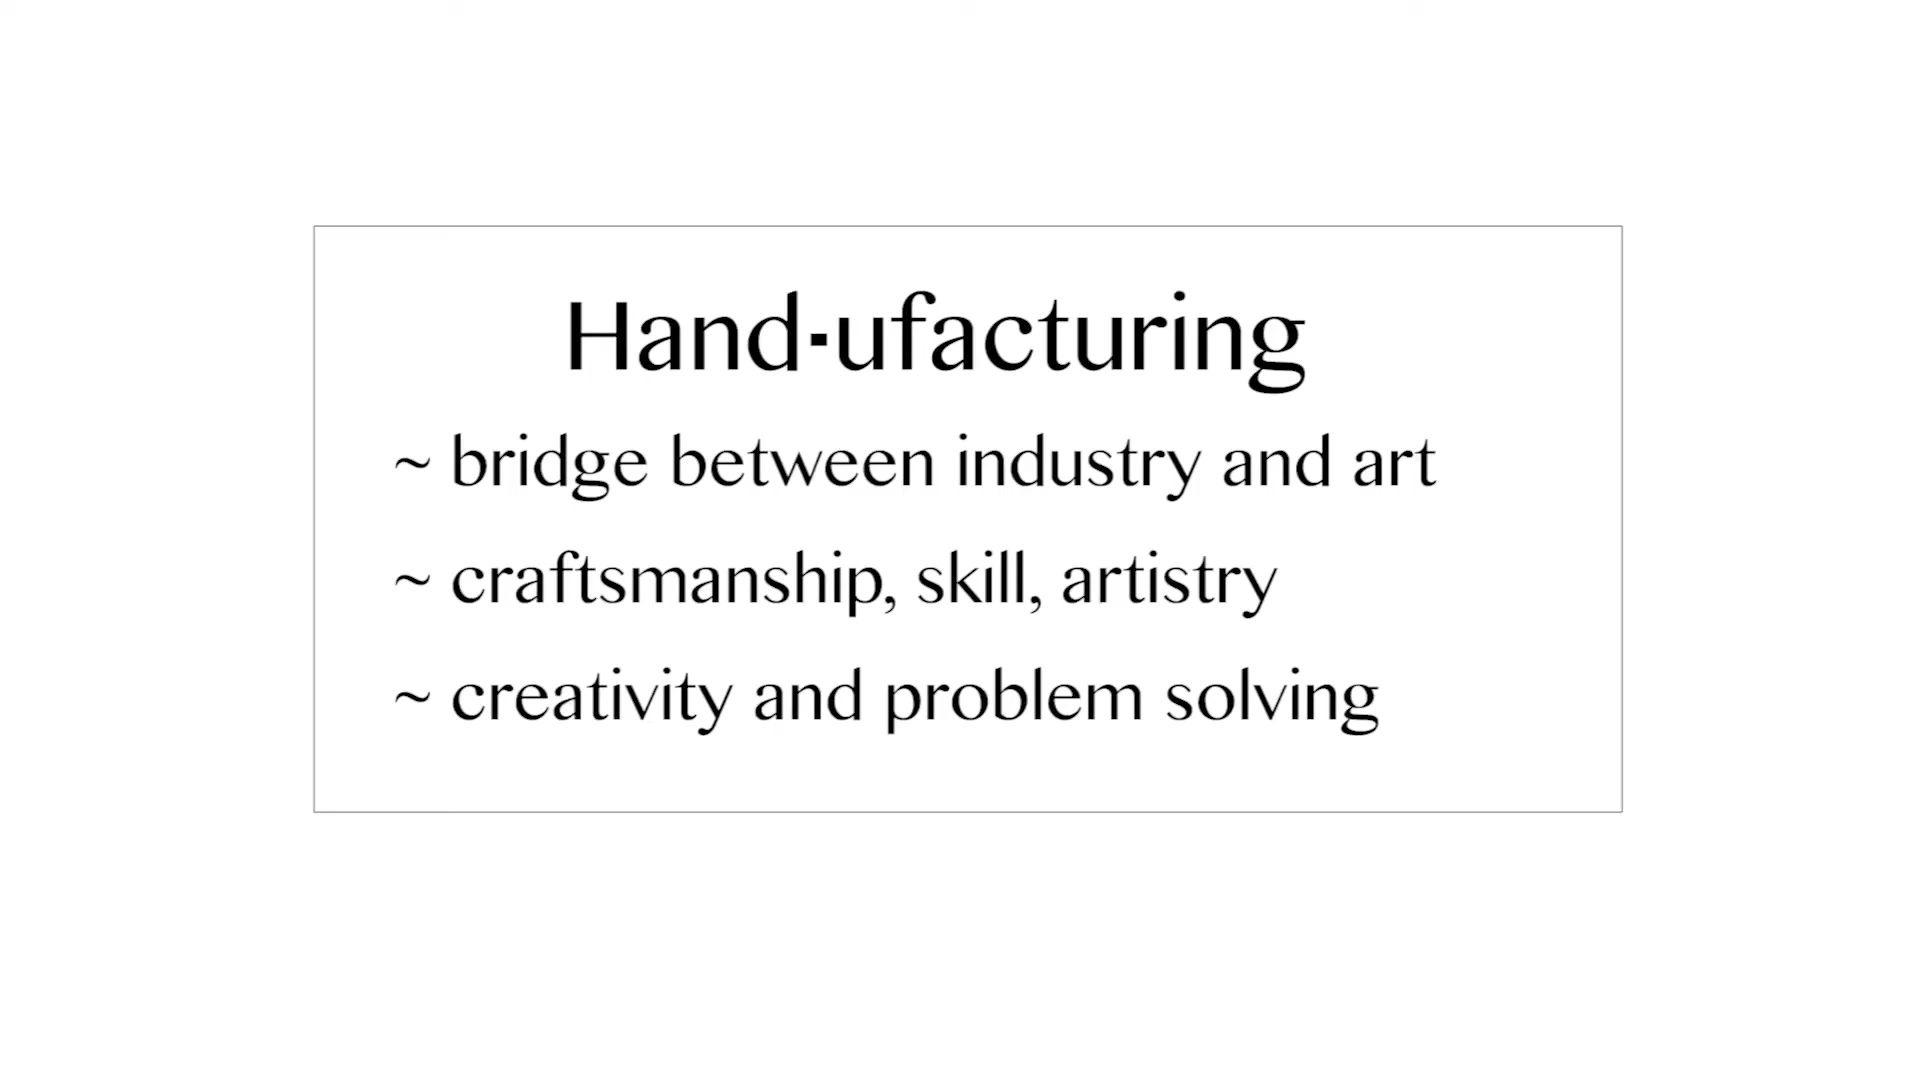 Hand·ufacturing
~ bridge between industry and art
~ craftsmanship, skill, artistry
~ creativity and problem solving